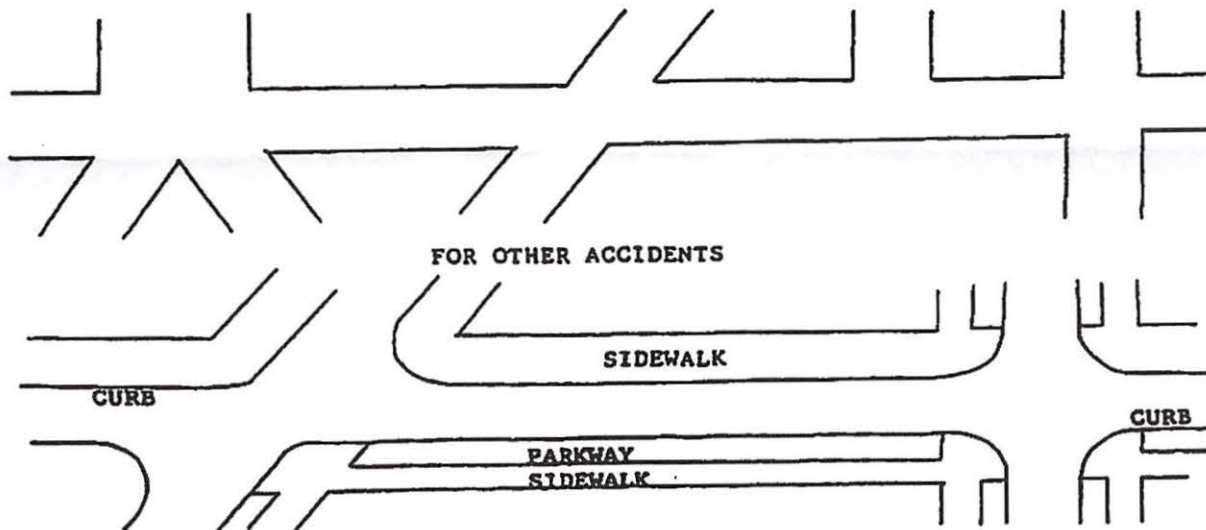 FOR OTHER ACCIDENTS
SIDEWALK
CURB
CURB
PARKWAY
SIDEWALK